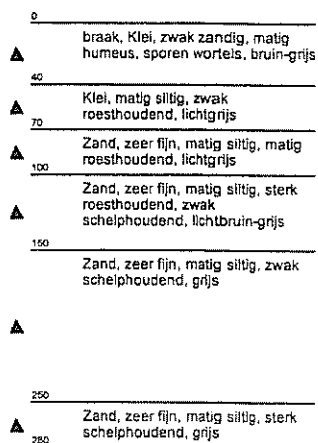 0
braak, Klei, zwak zandig, matig
humeus, sporen wortels, bruin-grijs
40
Klei, matig siltig, zwak
roesthoudend, lichtgrijs
70
Zand, zeer fijn, matig siltig, matig
roesthoudend, lichtgrijs
100
Zand, zeer fijn, matig siltig, sterk
roesthoudend, zwak
schelphoudend, lichtbruin-grijs
150
Zand, zeer fijn, matig siltig, zwak
schelphoudend, grijs
250
Zand, zeer fijn, matig siltig, sterk
schelphoudend, grijs
280